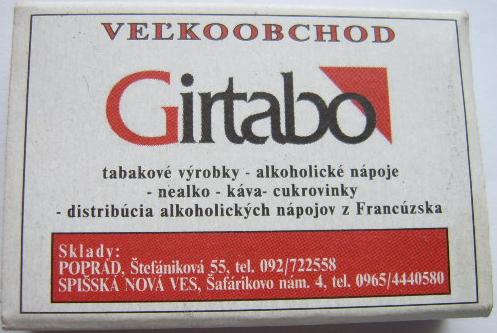 VEĽKOOBCHOD
Girtabo
tabakové výrobky - alkoholické nápoje
- nealko - káva- cukrovinky
- distribúcia alkoholických nápojov z Francúzska
Sklady:
POPRAD, Štefániková 55, tel. 092/722558
SPIŠSKÁ NOVÁ VES, Šafárikovo nám. 4, tel. 0965/4440580